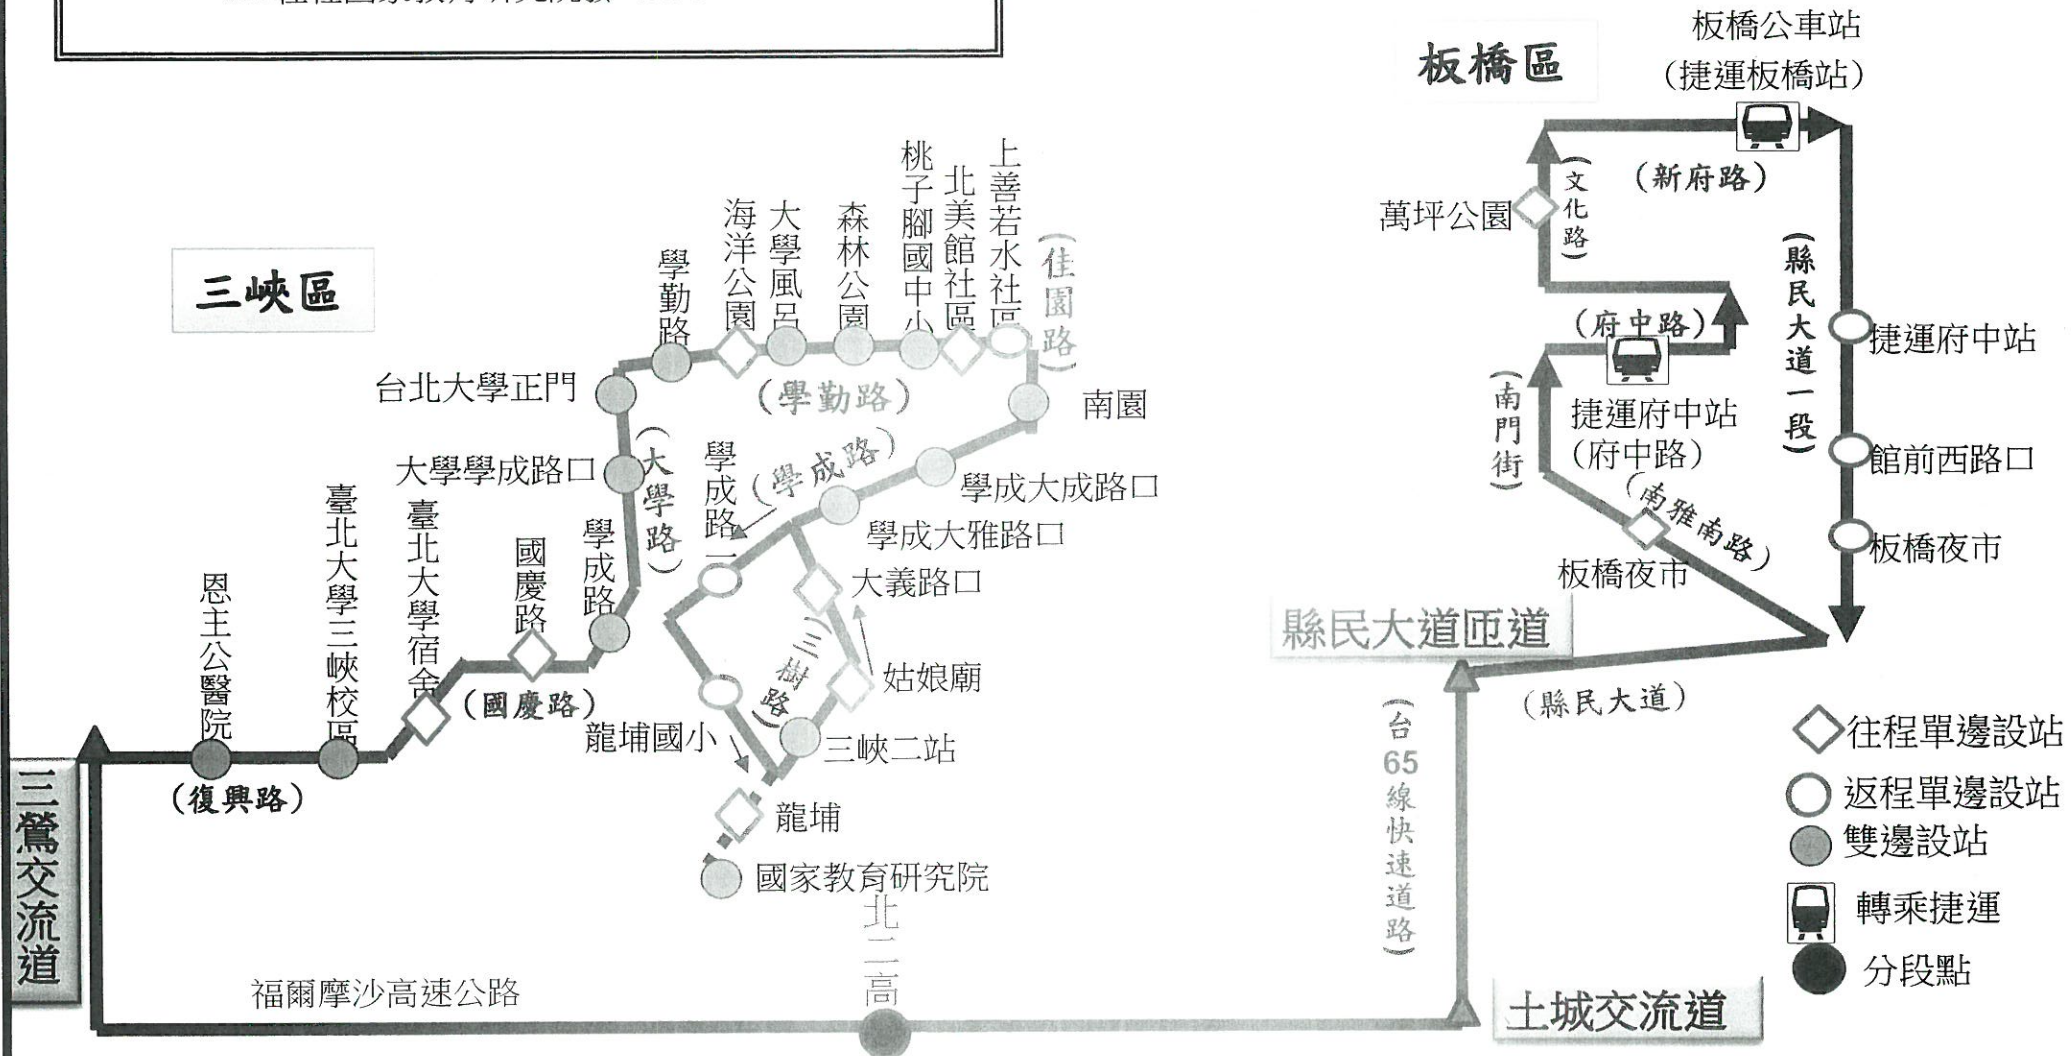 板橋區
板橋公車站
(捷運板橋站)
三峽區
恩主公醫院
臺北大學三峽校區
臺北大學宿舍
國慶路
學成路
大學學成路口
台北大學正門
學勤路
海洋公園
大學風呂
森林公園
桃子腳國中小
北美館社區
上善若水社區
(佳園路)
南園
(學勤路)
(學成路)
學成大成路口
學成大雅路口
學成路一
(大學路)
大義路口
(三樹路)
姑娘廟
三峽二站
龍埔國小
龍埔
國家教育研究院
(國慶路)
(復興路)
三鶯交流道
福爾摩沙高速公路
北二高
土城交流道
(台65線快速道路)
縣民大道匝道
(縣民大道)
板橋夜市
(南雅南路)
(南門街)
捷運府中站
(府中路)
(府中路)
萬坪公園
(文化路)
(新府路)
(縣民大道一段)
捷運府中站
館前西路口
板橋夜市
往程單邊設站
返程單邊設站
雙邊設站
轉乘捷運
分段點